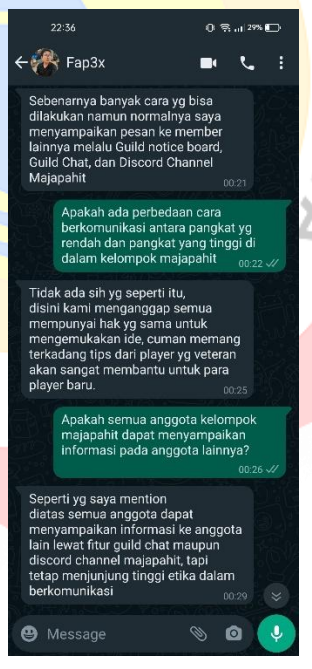 22:36
29%
Fap3x
Sebenarnya banyak cara yg bisa
dilakukan namun normalnya saya
menyampaikan pesan ke member
lainnya melalu Guild notice board,
Guild Chat, dan Discord Channel
Majapahit
00:21
Apakah ada perbedaan cara
berkomunikasi antara pangkat yg
rendah dan pangkat yang tinggi di
dalam kelompok majapahit
00:22
Tidak ada sih yg seperti itu,
disini kami menganggap semua
mempunyai hak yg sama untuk
mengemukakan ide, cuman memang
terkadang tips dari player yg veteran
akan sangat membantu untuk para
player baru.
00:25
Apakah semua anggota kelompok
majapahit dapat menyampaikan
informasi pada anggota lainnya?
00:26
Seperti yg saya mention
diatas semua anggota dapat
menyampaikan informasi ke anggota
lain lewat fitur guild chat maupun
discord channel majapahit, tapi
tetap menjunjung tinggi etika dalam
berkomunikasi
00:29
Message